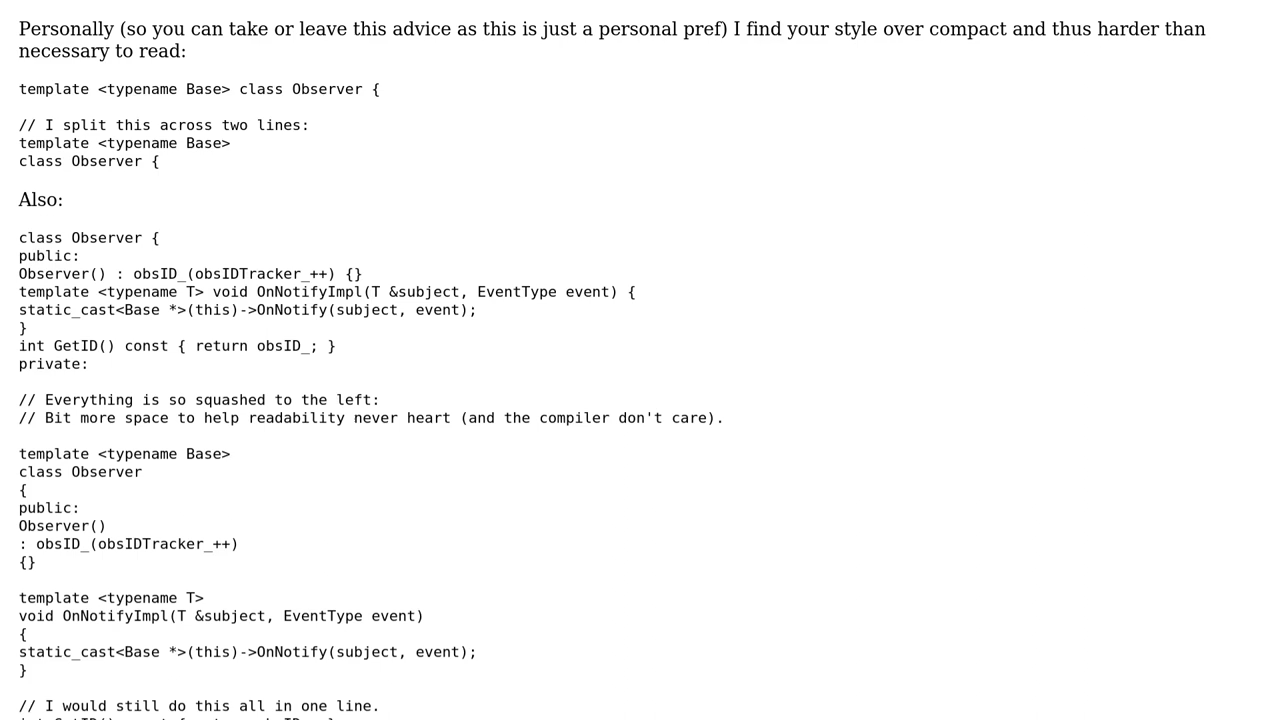 Personally (so you can take or leave this advice as this is just a personal pref) I find your style over compact and thus harder than
necessary to read:
template <typename Base> class Observer {
// I split this across two lines:
template <typename Base>
class Observer {
Also:
class Observer {
public:
Observer() : obsID_(obsIDTracker_++) {}
template <typename T> void OnNotifyImpl(T &subject, EventType event) {
static_cast<Base *>(this)->OnNotify(subject, event);
}
int GetID() const { return obsID_; }
private:
// Everything is so squashed to the left:
// Bit more space to help readability never heart (and the compiler don't care).
template <typename Base>
class Observer
{
public:
Observer()
: obsID_(obsIDTracker_++)
{}
template <typename T>
void OnNotifyImpl(T &subject, EventType event)
{
static_cast<Base *>(this)->OnNotify(subject, event);
}
// I would still do this all in one line.